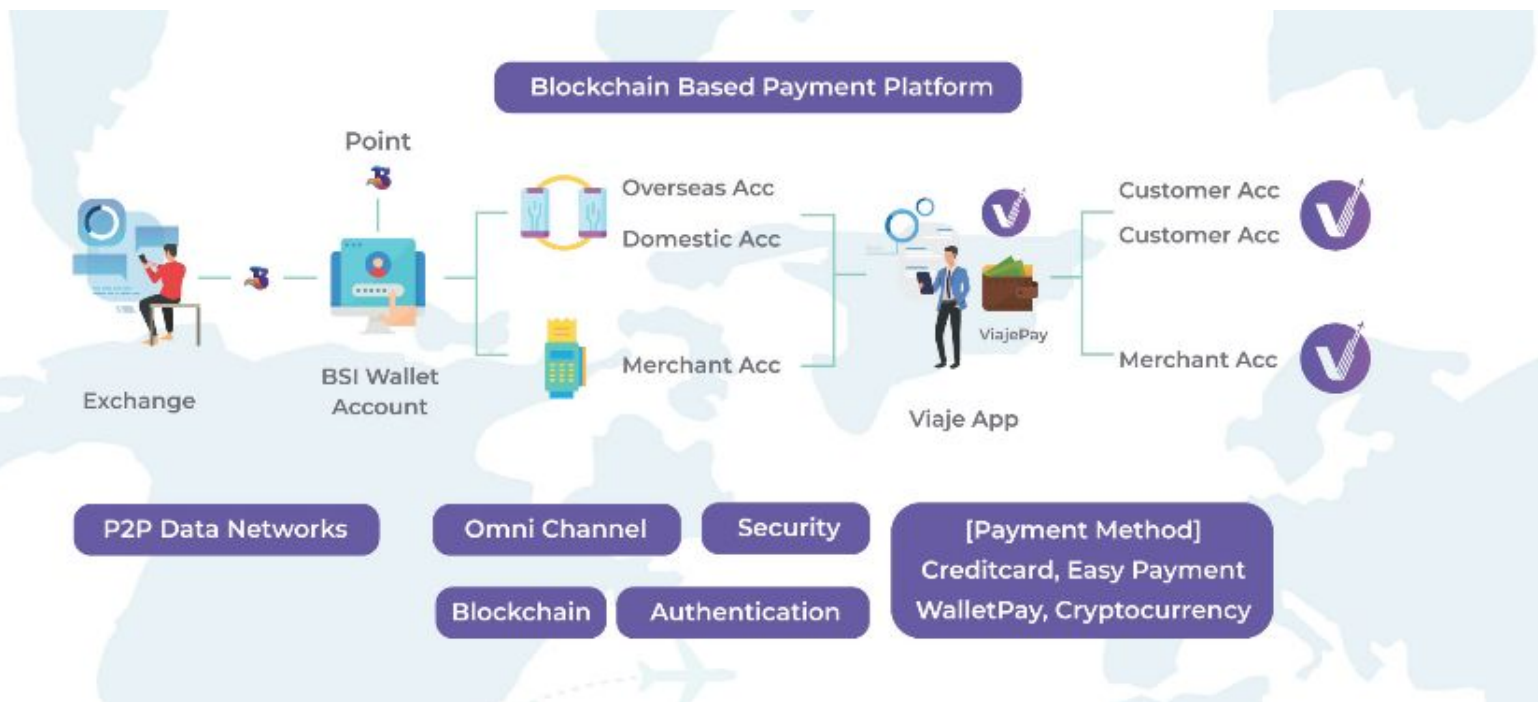 Blockchain Based Payment Platform
Point
Overseas Acc
Domestic Acc
Customer Acc
Customer Acc
ViajePay
Merchant Acc
Merchant Acc
BSI Wallet
Account
Exchange
Viaje App
P2P Data Networks
Omni Channel
Security
Blockchain
Authentication
[Payment Method]
Creditcard, Easy Payment
WalletPay, Cryptocurrency